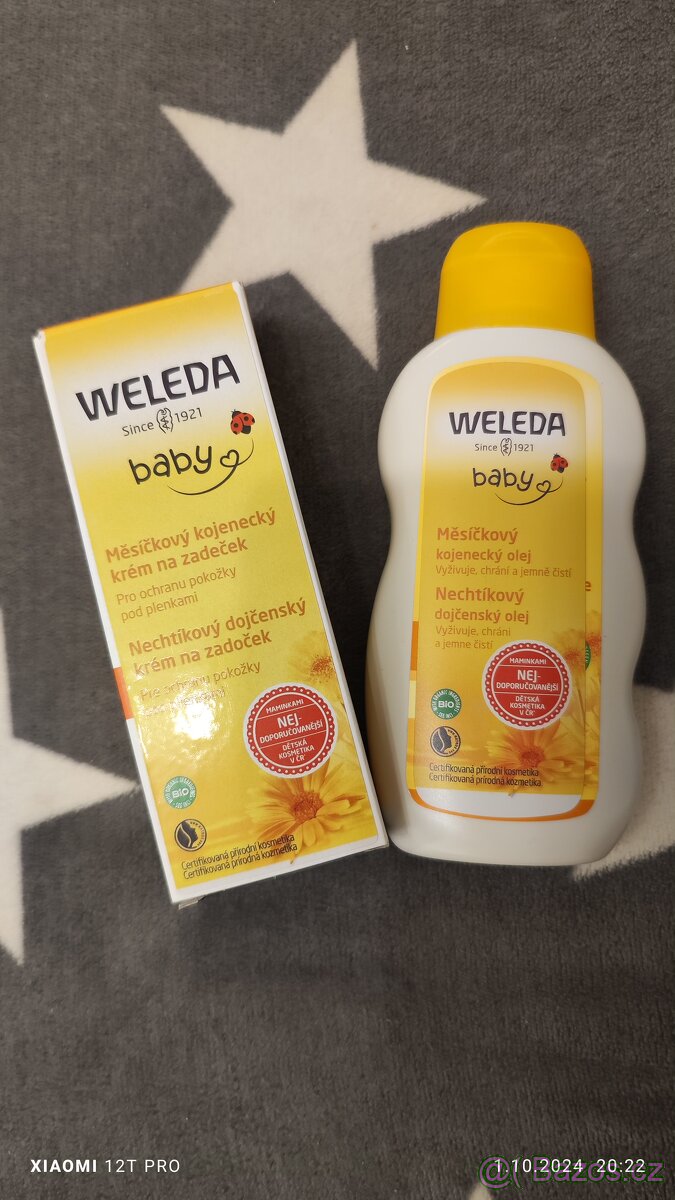 WELEDA
Since 1921
baby
Měsíčkový kojenecký
krém na zadeček
Pro ochranu pokožky
pod plenkami
Nechtíkový dojčenský
krém na zadoček
Pre ochranu pokožky
MAMINKAMI
NEJ-
DOPORUČOVANĚJŠÍ
DĚTSKÁ
KOSMETIKA
V ČR
BIO
Certifikovaná přírodní kosmetika
Certifikovaná prírodná kozmetika
WELEDA
Since 1921
baby
Měsíčkový
kojenecký olej
Vyživuje, chrání a jemně čistí
Nechtíkový
dojčenský olej
Vyživuje, chráni
a jemne čistí
e
MAMINKAMI
NEJ-
DOPORUČOVANĚJŠÍ
DĚTSKÁ
KOSMETIKA
V ČR
BIO
Certifikovaná přírodní kosmetika
Certifikovaná prírodná kozmetika
XIAOMI 12T PRO
1.10.2024 20:22
@( Bazos.cz